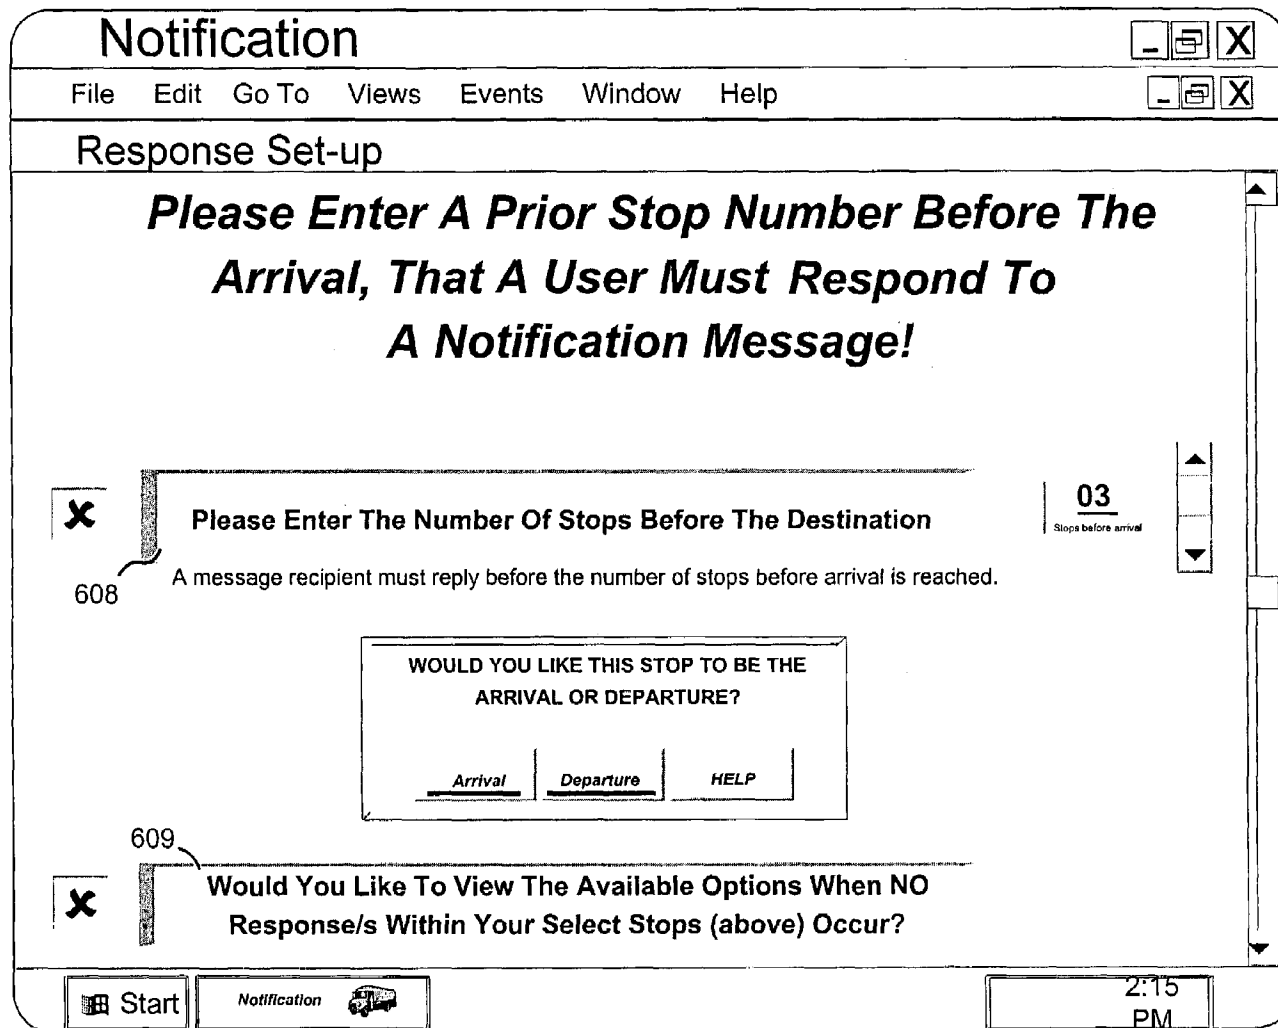 Notification
File Edit Go To Views Events Window Help
Response Set-up
Please Enter A Prior Stop Number Before The
Arrival, That A User Must Respond To
A Notification Message!
Please Enter The Number Of Stops Before The Destination
03
Stops before arrival
A message recipient must reply before the number of stops before arrival is reached.
608
WOULD YOU LIKE THIS STOP TO BE THE
ARRIVAL OR DEPARTURE?
Arrival Departure HELP
609
Would You Like To View The Available Options When NO
Response/s Within Your Select Stops (above) Occur?
Start Notification 2:15
PM